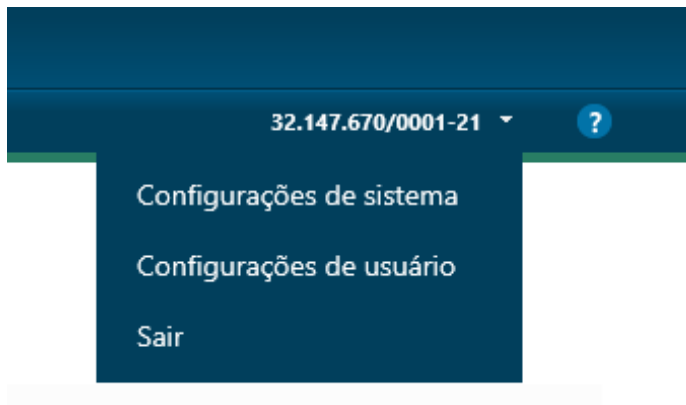 32.147.670/0001-21
?
Configurações de sistema
Configurações de usuário
Sair